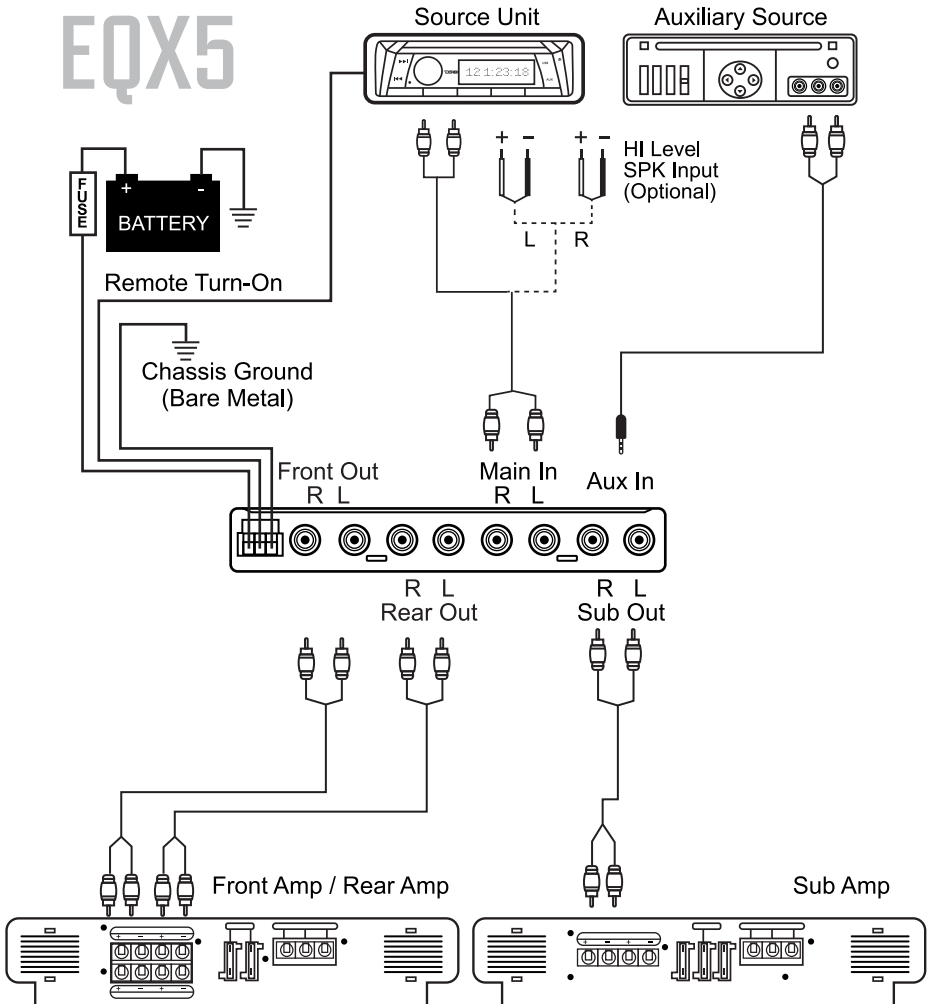 EQX5
Source Unit
Auxiliary Source
12 1:23:18
AUX
+ -
+ -
HI Level
SPK Input
(Optional)
L R
FUSE
+ -
BATTERY
Remote Turn-On
Chassis Ground
(Bare Metal)
Front Out
R L
Main In
R L
Aux In
R L
Rear Out
R L
Sub Out
Front Amp / Rear Amp
Sub Amp
+ - + -
+ - + -
+ - + -